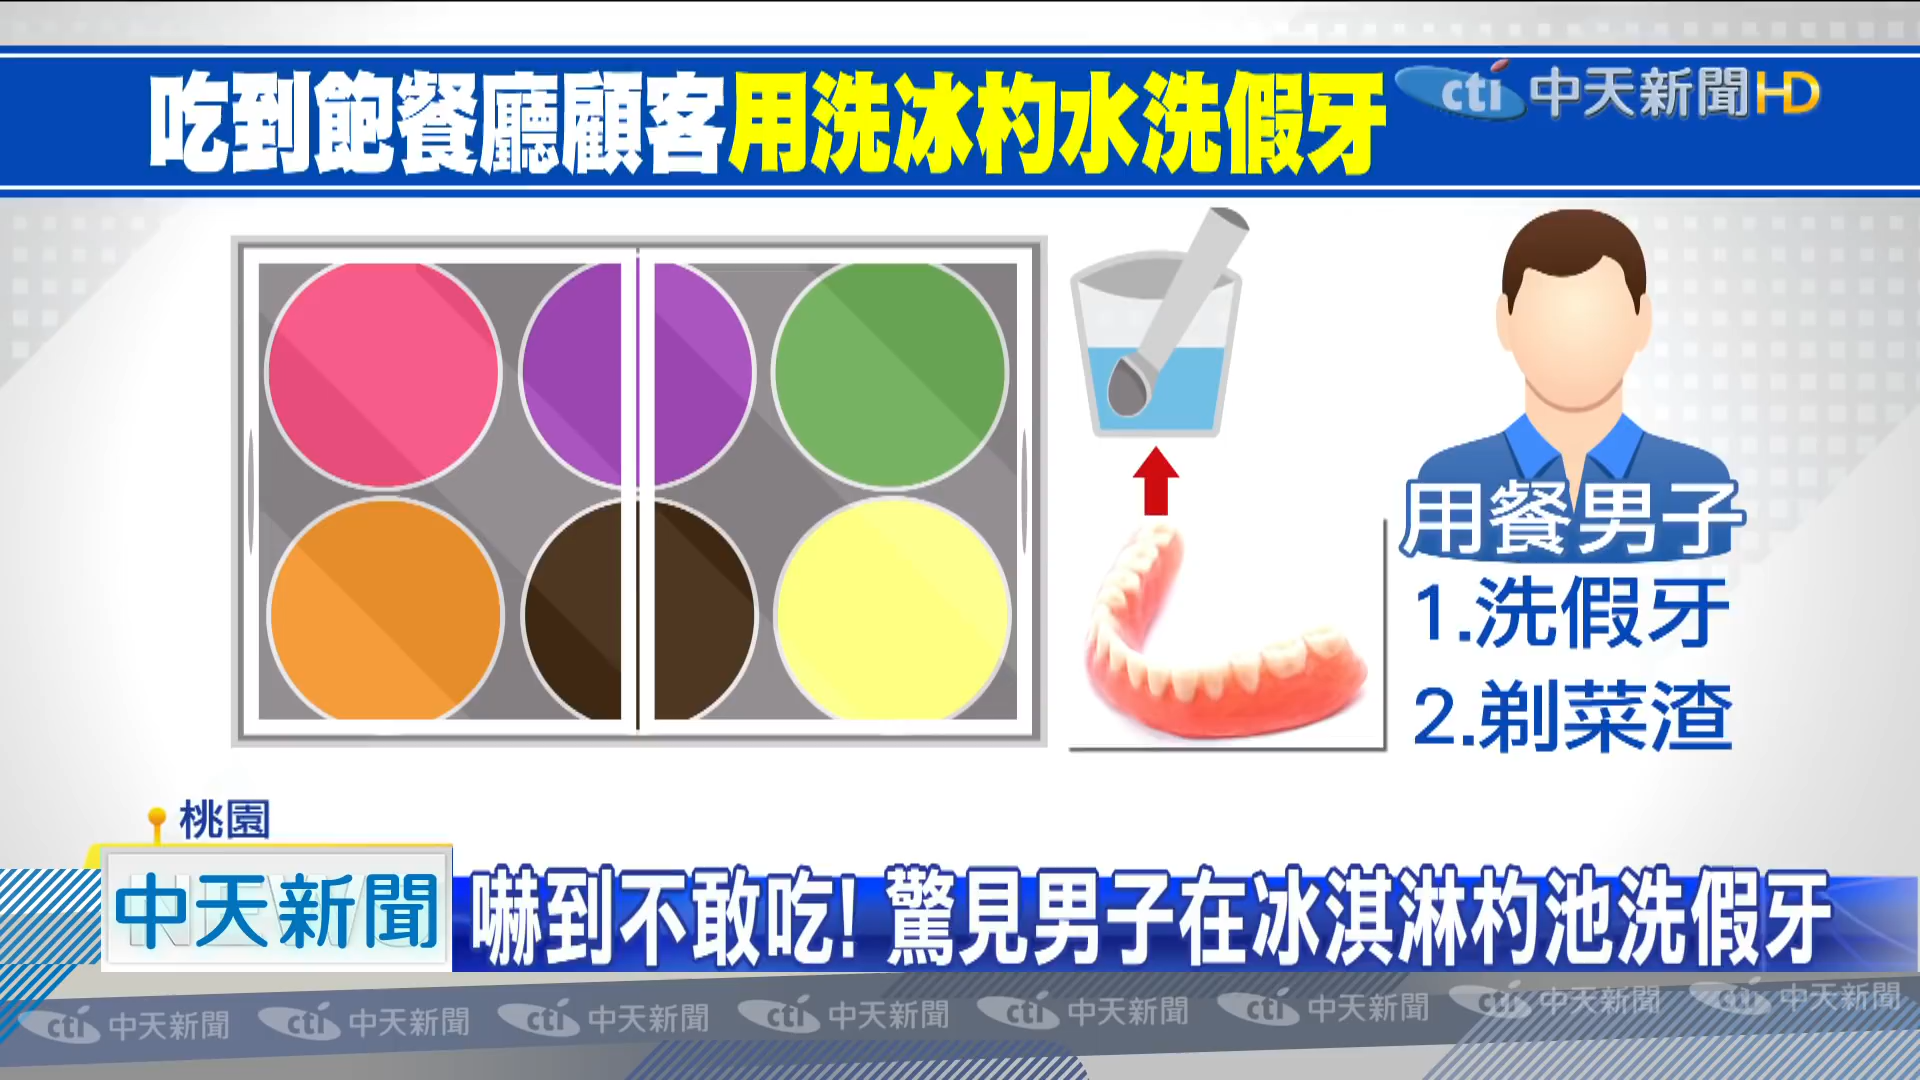 吃到飽餐廳顧客用洗冰杓水洗假牙
cti 中天新聞HD
用餐男子
1.洗假牙
2.剃菜渣
桃園
中天新聞
嚇到不敢吃! 驚見男子在冰淇淋杓池洗假牙
cti 中天新聞 cti 中天新聞 cti 中天新聞 cti 中天新聞 cti 中天新聞 cti 中天新聞 cti 中天新聞 cti 中天新聞